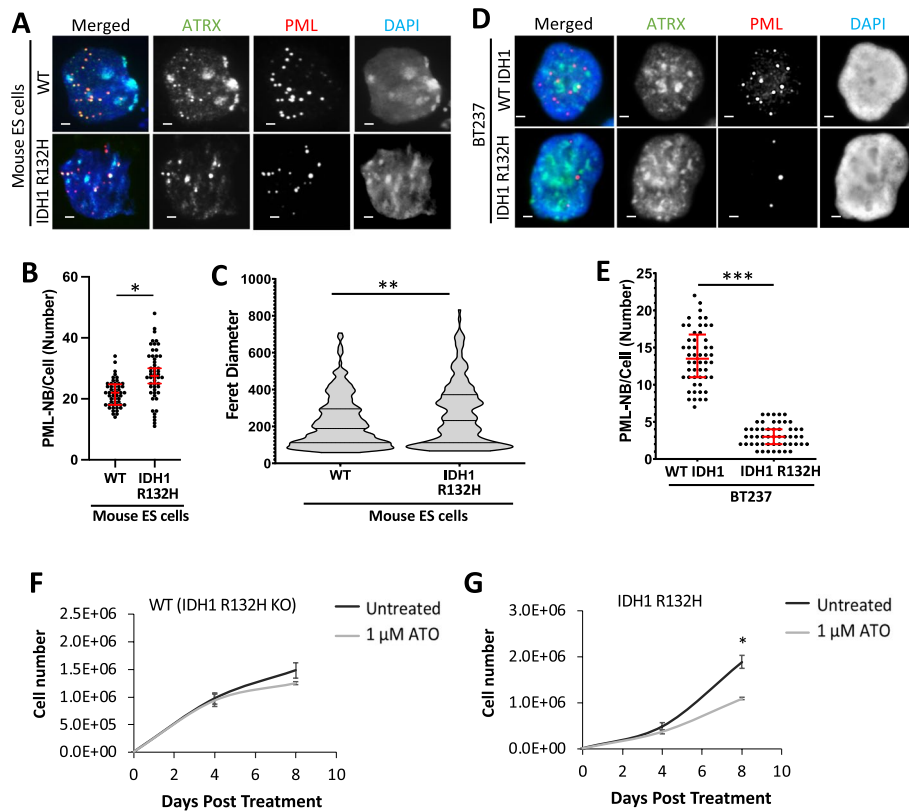 A
Merged ATRX PML DAPI
Mouse ES cells
WT
IDH1 R132H
D
Merged ATRX PML DAPI
BT237
WT IDH1
IDH1 R132H
B
PML-NB/Cell (Number)
60
40
20
0
*
WT IDH1
R132H
Mouse ES cells
C
Feret Diameter
1000
800
600
400
200
0
**
WT IDH1
R132H
Mouse ES cells
E
PML-NB/Cell (Number)
25
20
15
10
5
0
***
WT IDH1 IDH1 R132H
BT237
F
WT (IDH1 R132H KO)
Untreated
1 µM ATO
Cell number
2.5E+06
2.0E+06
1.5E+06
1.0E+06
5.0E+05
0.0E+00
0 2 4 6 8 10
Days Post Treatment
G
IDH1 R132H
Untreated
1 µM ATO
Cell number
3.0E+06
2.0E+06
1.0E+06
0.0E+00
*
0 2 4 6 8 10
Days Post Treatment